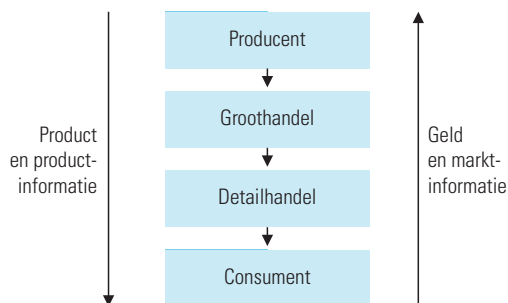 Producent
Groothandel
Product
en product-
informatie
Geld
en markt-
informatie
Detailhandel
Consument